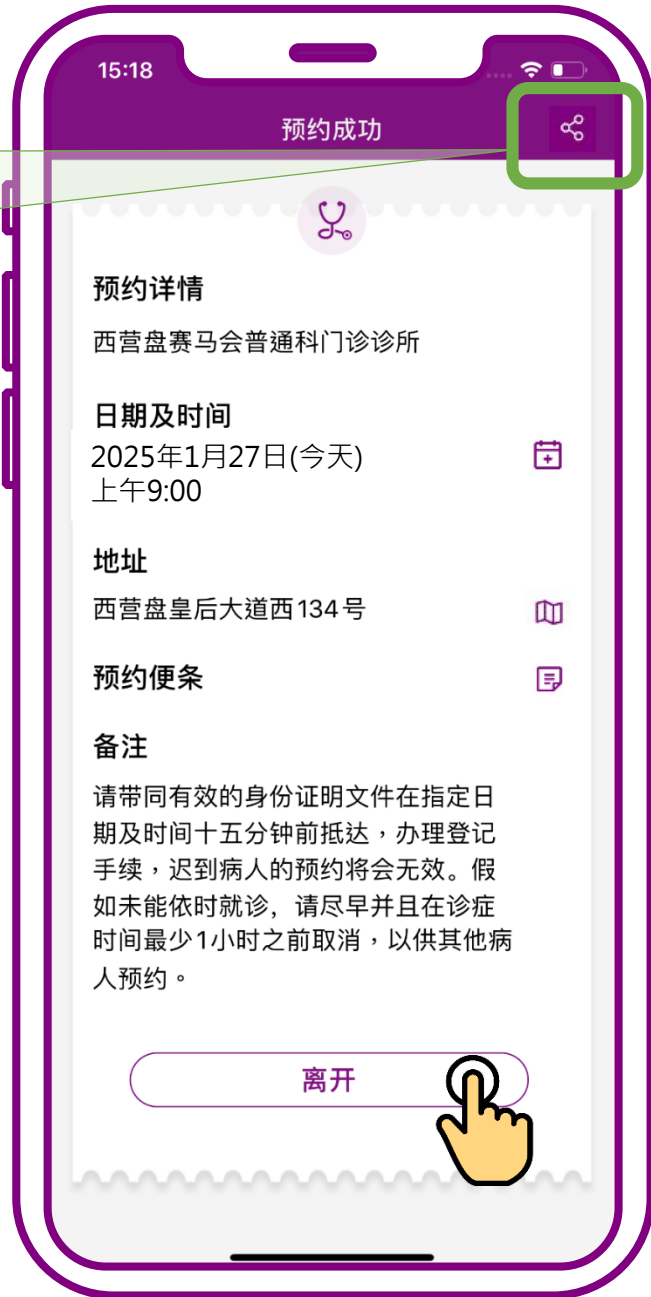 15:18
预约成功
预约详情
西营盘赛马会普通科门诊诊所
日期及时间
2025年1月27日(今天)
上午9:00
地址
西营盘皇后大道西134号
预约便条
备注
请带同有效的身份证明文件在指定日
期及时间十五分钟前抵达，办理登记
手续，迟到病人的预约将会无效。假
如未能依时就诊，请尽早并且在诊症
时间最少1小时之前取消，以供其他病
人预约。
离开